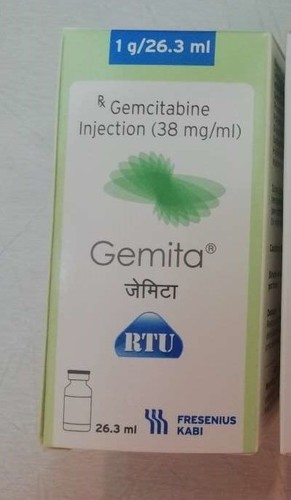 1 g/26.3 ml
℞ Gemcitabine
Injection (38 mg/ml)
Gemita®
जेमिटा
RTU
26.3 ml
FRESENIUS
KABI